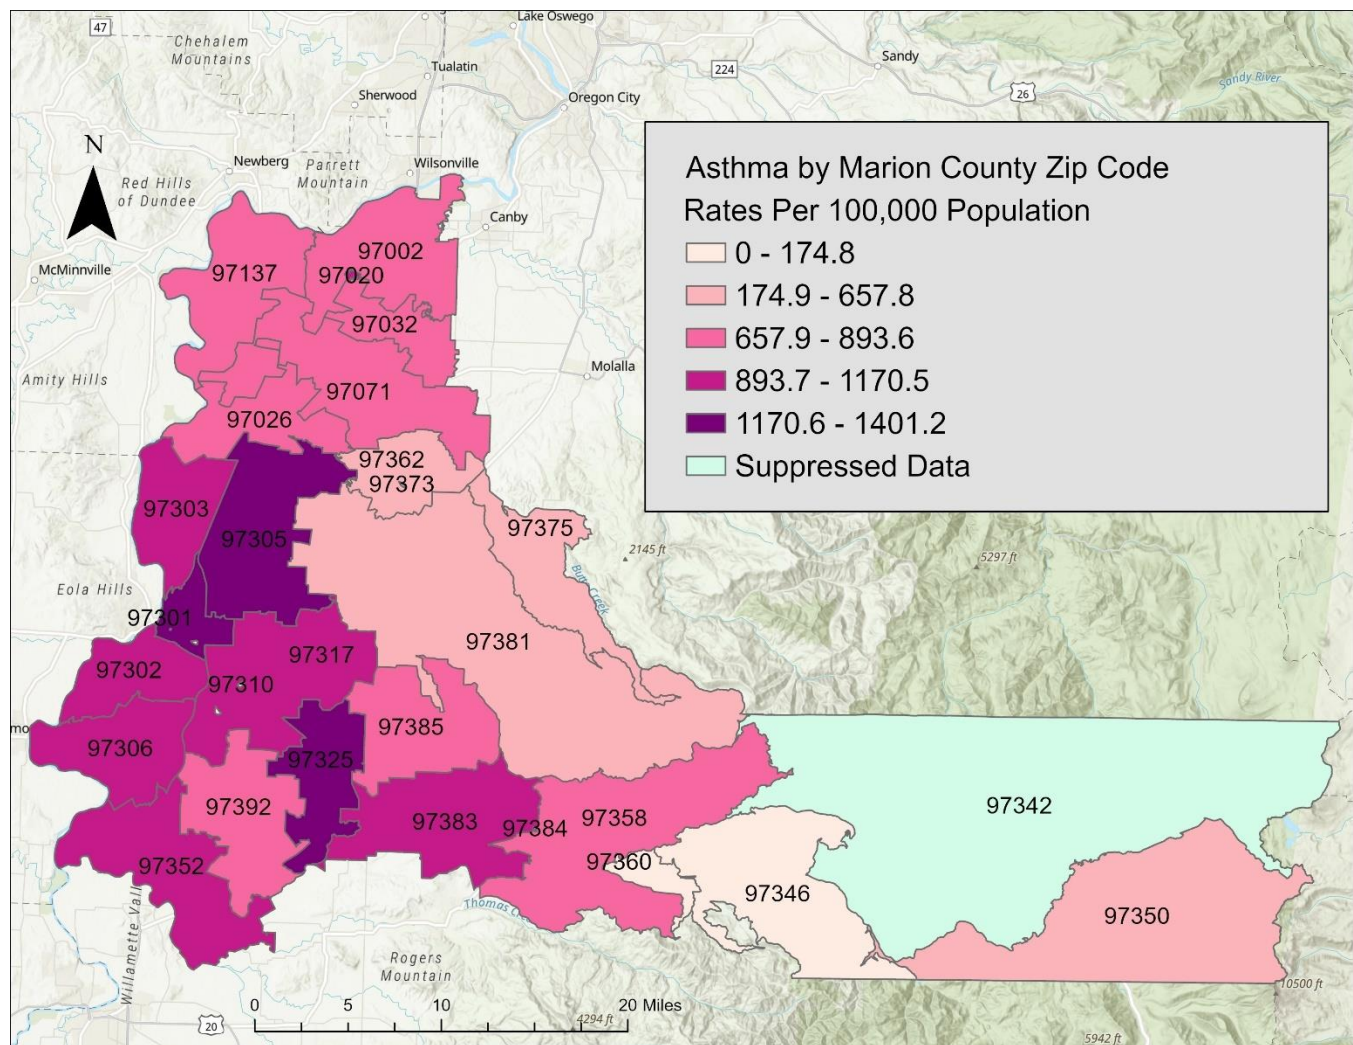 47
Chehalem
Mountains
Lake Oswego
Tualatin
224
Sandy
Sandy River
26
Sherwood
Oregon City
N
Newberg
Parrett
Mountain
Wilsonville
Red Hills
of Dundee
Canby
McMinnville
Asthma by Marion County Zip Code
Rates Per 100,000 Population
0 - 174.8
174.9 - 657.8
657.9 - 893.6
893.7 - 1170.5
1170.6 - 1401.2
Suppressed Data
97002
97137
97020
97032
Molalla
Amity Hills
97071
97026
97362
97373
97303
97375
97305
2145 ft
5297 ft
Butte Creek
Eola Hills
97301
97381
97317
97302
97310
97385
97306
97325
97392
97383
97384
97358
97342
97352
97360
97346
97350
Thomas
Willamette Vall
Rogers
Mountain
10500 ft
0 5 10 20 Miles
20
4294 ft
5942 ft